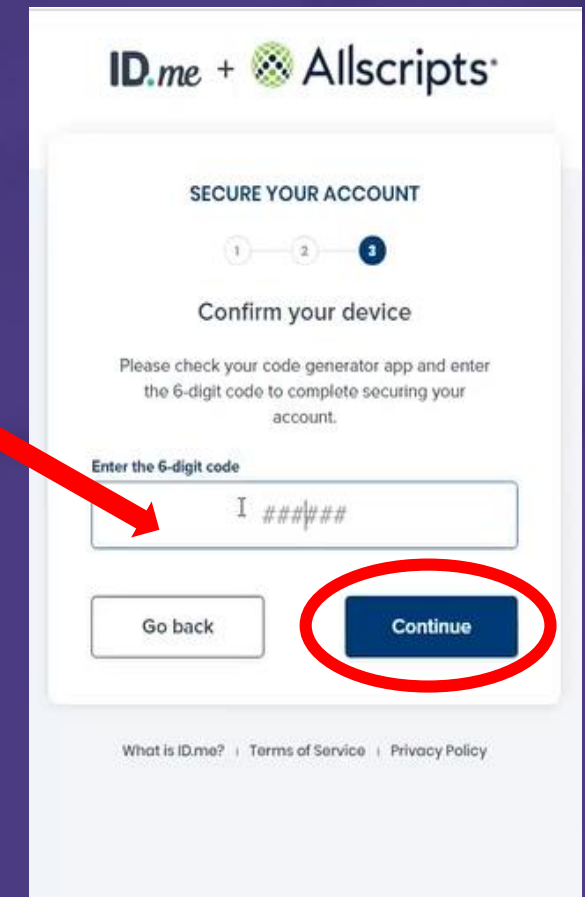 ID.me + Allscripts
SECURE YOUR ACCOUNT
1 2 3
Confirm your device
Please check your code generator app and enter
the 6-digit code to complete securing your
account.
Enter the 6-digit code
######
Go back Continue
What is ID.me? | Terms of Service | Privacy Policy